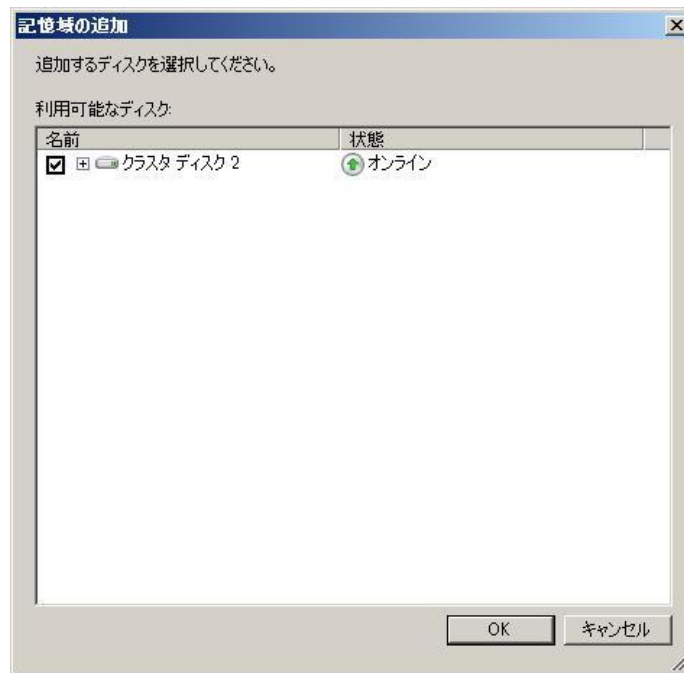 記憶域の追加
追加するディスクを選択してください。
利用可能なディスク:
名前 状態
クラスタ ディスク 2 オンライン
OK キャンセル